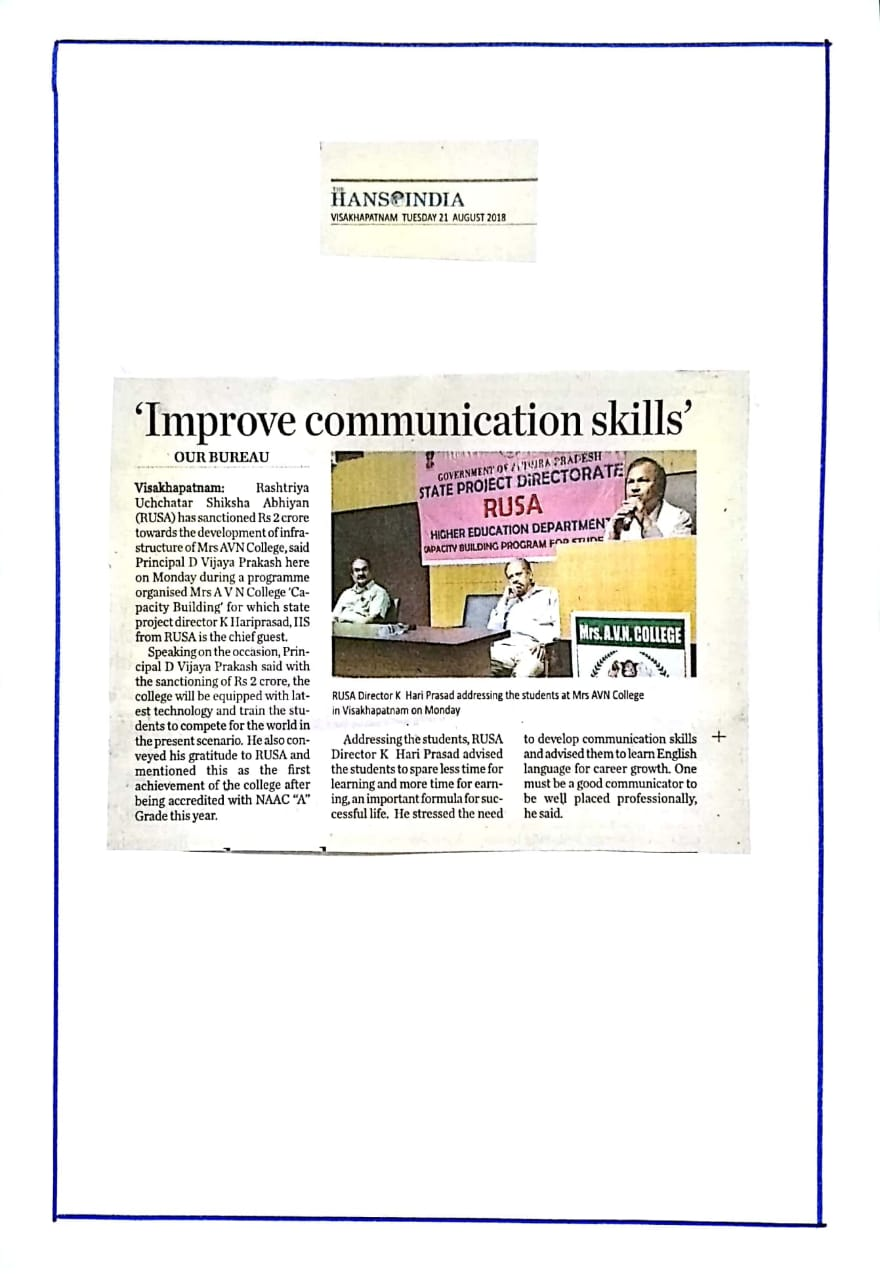 THE
HANS INDIA
VISAKHAPATNAM TUESDAY 21 AUGUST 2018
‘Improve communication skills’
OUR BUREAU
Visakhapatnam: Rashtriya
Uchchatar Shiksha Abhiyan
(RUSA) has sanctioned Rs 2 crore
towards the development of infra-
structure of Mrs AVN College, said
Principal D Vijaya Prakash here
on Monday during a programme
organised Mrs A V N College ‘Ca-
pacity Building’ for which state
project director K Hariprasad, IIS
from RUSA is the chief guest.
Speaking on the occasion, Prin-
cipal D Vijaya Prakash said with
the sanctioning of Rs 2 crore, the
college will be equipped with lat-
est technology and train the stu-
dents to compete for the world in
the present scenario. He also con-
veyed his gratitude to RUSA and
mentioned this as the first
achievement of the college after
being accredited with NAAC “A”
Grade this year.
GOVERNMENT OF ANDHRA PRADESH
STATE PROJECT DIRECTORATE
RUSA
HIGHER EDUCATION DEPARTMENT
CAPACITY BUILDING PROGRAM FOR STUDE
Mrs. A.V.N. COLLEGE
RUSA Director K Hari Prasad addressing the students at Mrs AVN College
in Visakhapatnam on Monday
Addressing the students, RUSA
Director K Hari Prasad advised
the students to spare less time for
learning and more time for earn-
ing, an important formula for suc-
cessful life. He stressed the need
to develop communication skills
and advised them to learn English
language for career growth. One
must be a good communicator to
be well placed professionally,
he said.